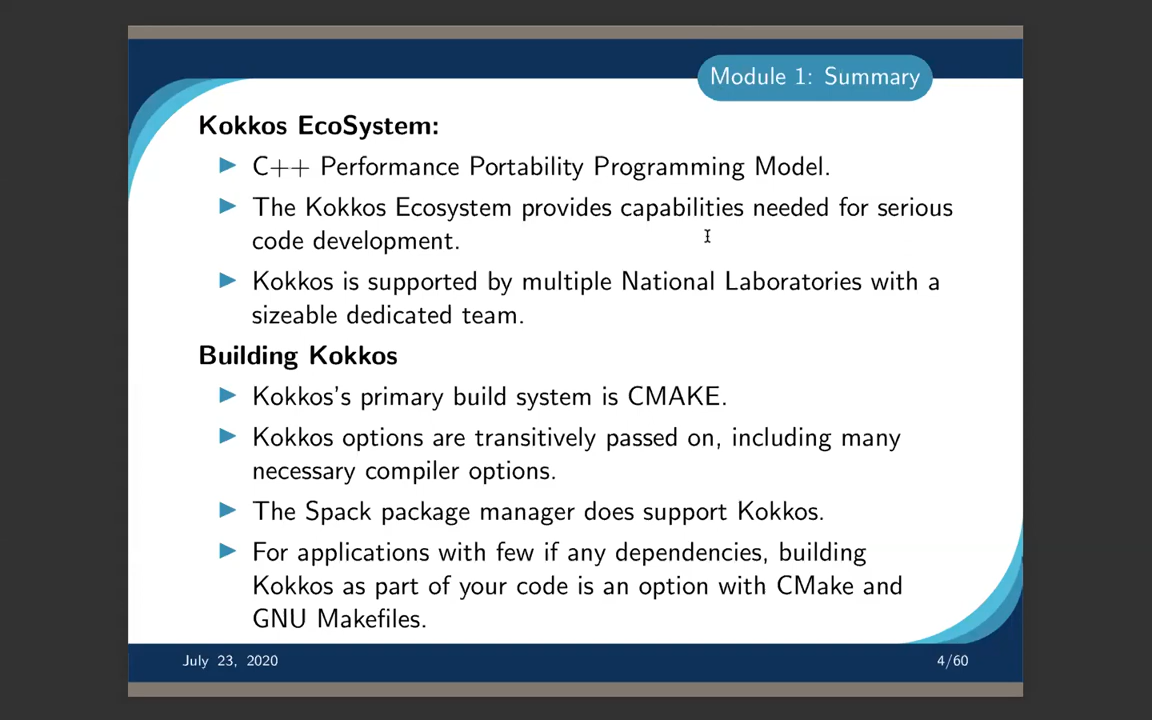 Module 1: Summary
Kokkos EcoSystem:
C++ Performance Portability Programming Model.
The Kokkos Ecosystem provides capabilities needed for serious
code development.
Kokkos is supported by multiple National Laboratories with a
sizeable dedicated team.
Building Kokkos
Kokkos's primary build system is CMAKE.
Kokkos options are transitively passed on, including many
necessary compiler options.
The Spack package manager does support Kokkos.
For applications with few if any dependencies, building
Kokkos as part of your code is an option with CMake and
GNU Makefiles.
July 23, 2020
4/60